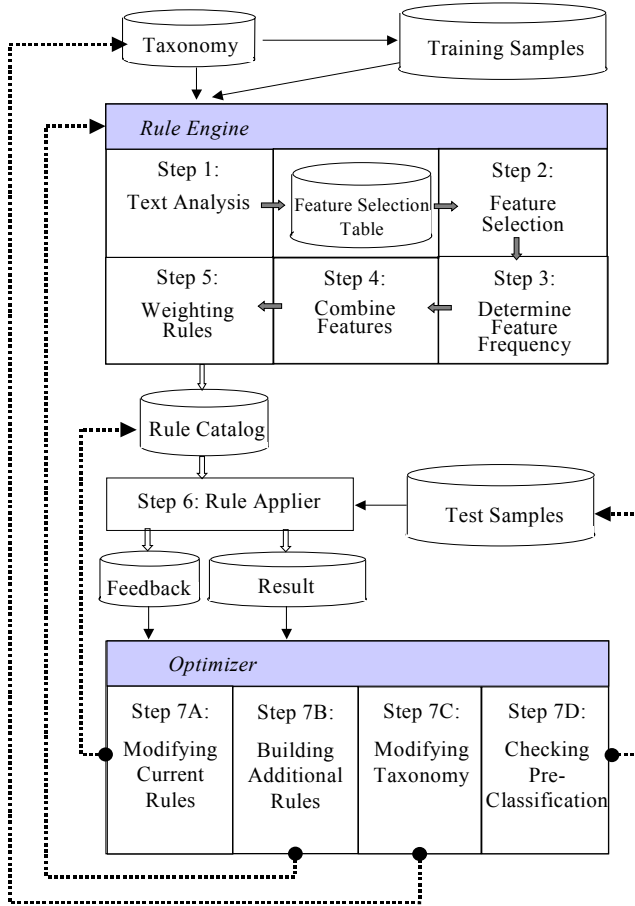 Taxonomy
Training Samples
Rule Engine
Step 1:
Text Analysis
Feature Selection
Table
Step 2:
Feature
Selection
Step 5:
Weighting
Rules
Step 4:
Combine
Features
Step 3:
Determine
Feature
Frequency
Rule Catalog
Step 6: Rule Applier
Test Samples
Feedback
Result
Optimizer
Step 7A:
Modifying
Current
Rules
Step 7B:
Building
Additional
Rules
Step 7C:
Modifying
Taxonomy
Step 7D:
Checking
Pre-
Classification